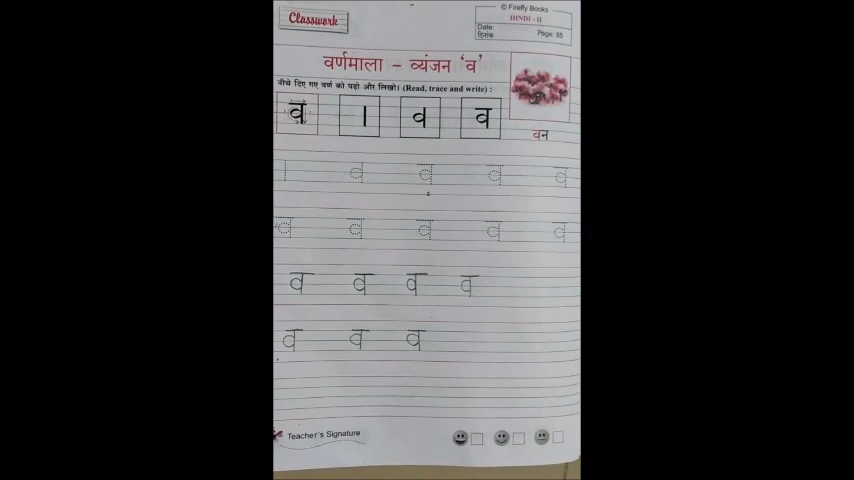 Classwork
© Firefly Books
HINDI - II
Date:
दिनांक
Page: 85
वर्णमाला – व्यंजन ‘व’
नीचे दिए गए वर्ण को पढ़ो और लिखो। (Read, trace and write) :
व । व व
वन
। व व व व
व व व व व
व व व व
व व व
Teacher's Signature